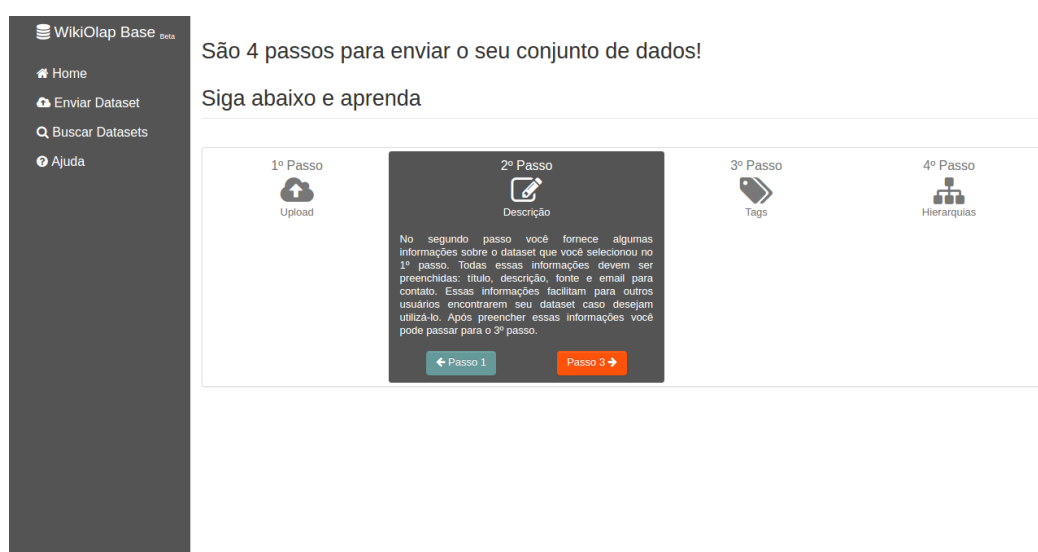 WikiOlap Base Beta
Home
Enviar Dataset
Buscar Datasets
Ajuda
São 4 passos para enviar o seu conjunto de dados!
Siga abaixo e aprenda
1º Passo
Upload
2º Passo
Descrição
No segundo passo você fornece algumas
informações sobre o dataset que você selecionou no
1º passo. Todas essas informações devem ser
preenchidas: título, descrição, fonte e email para
contato. Essas informações facilitam para outros
usuários encontrarem seu dataset caso desejam
utilizá-lo. Após preencher essas informações você
pode passar para o 3º passo.
Passo 1
Passo 3
3º Passo
Tags
4º Passo
Hierarquias